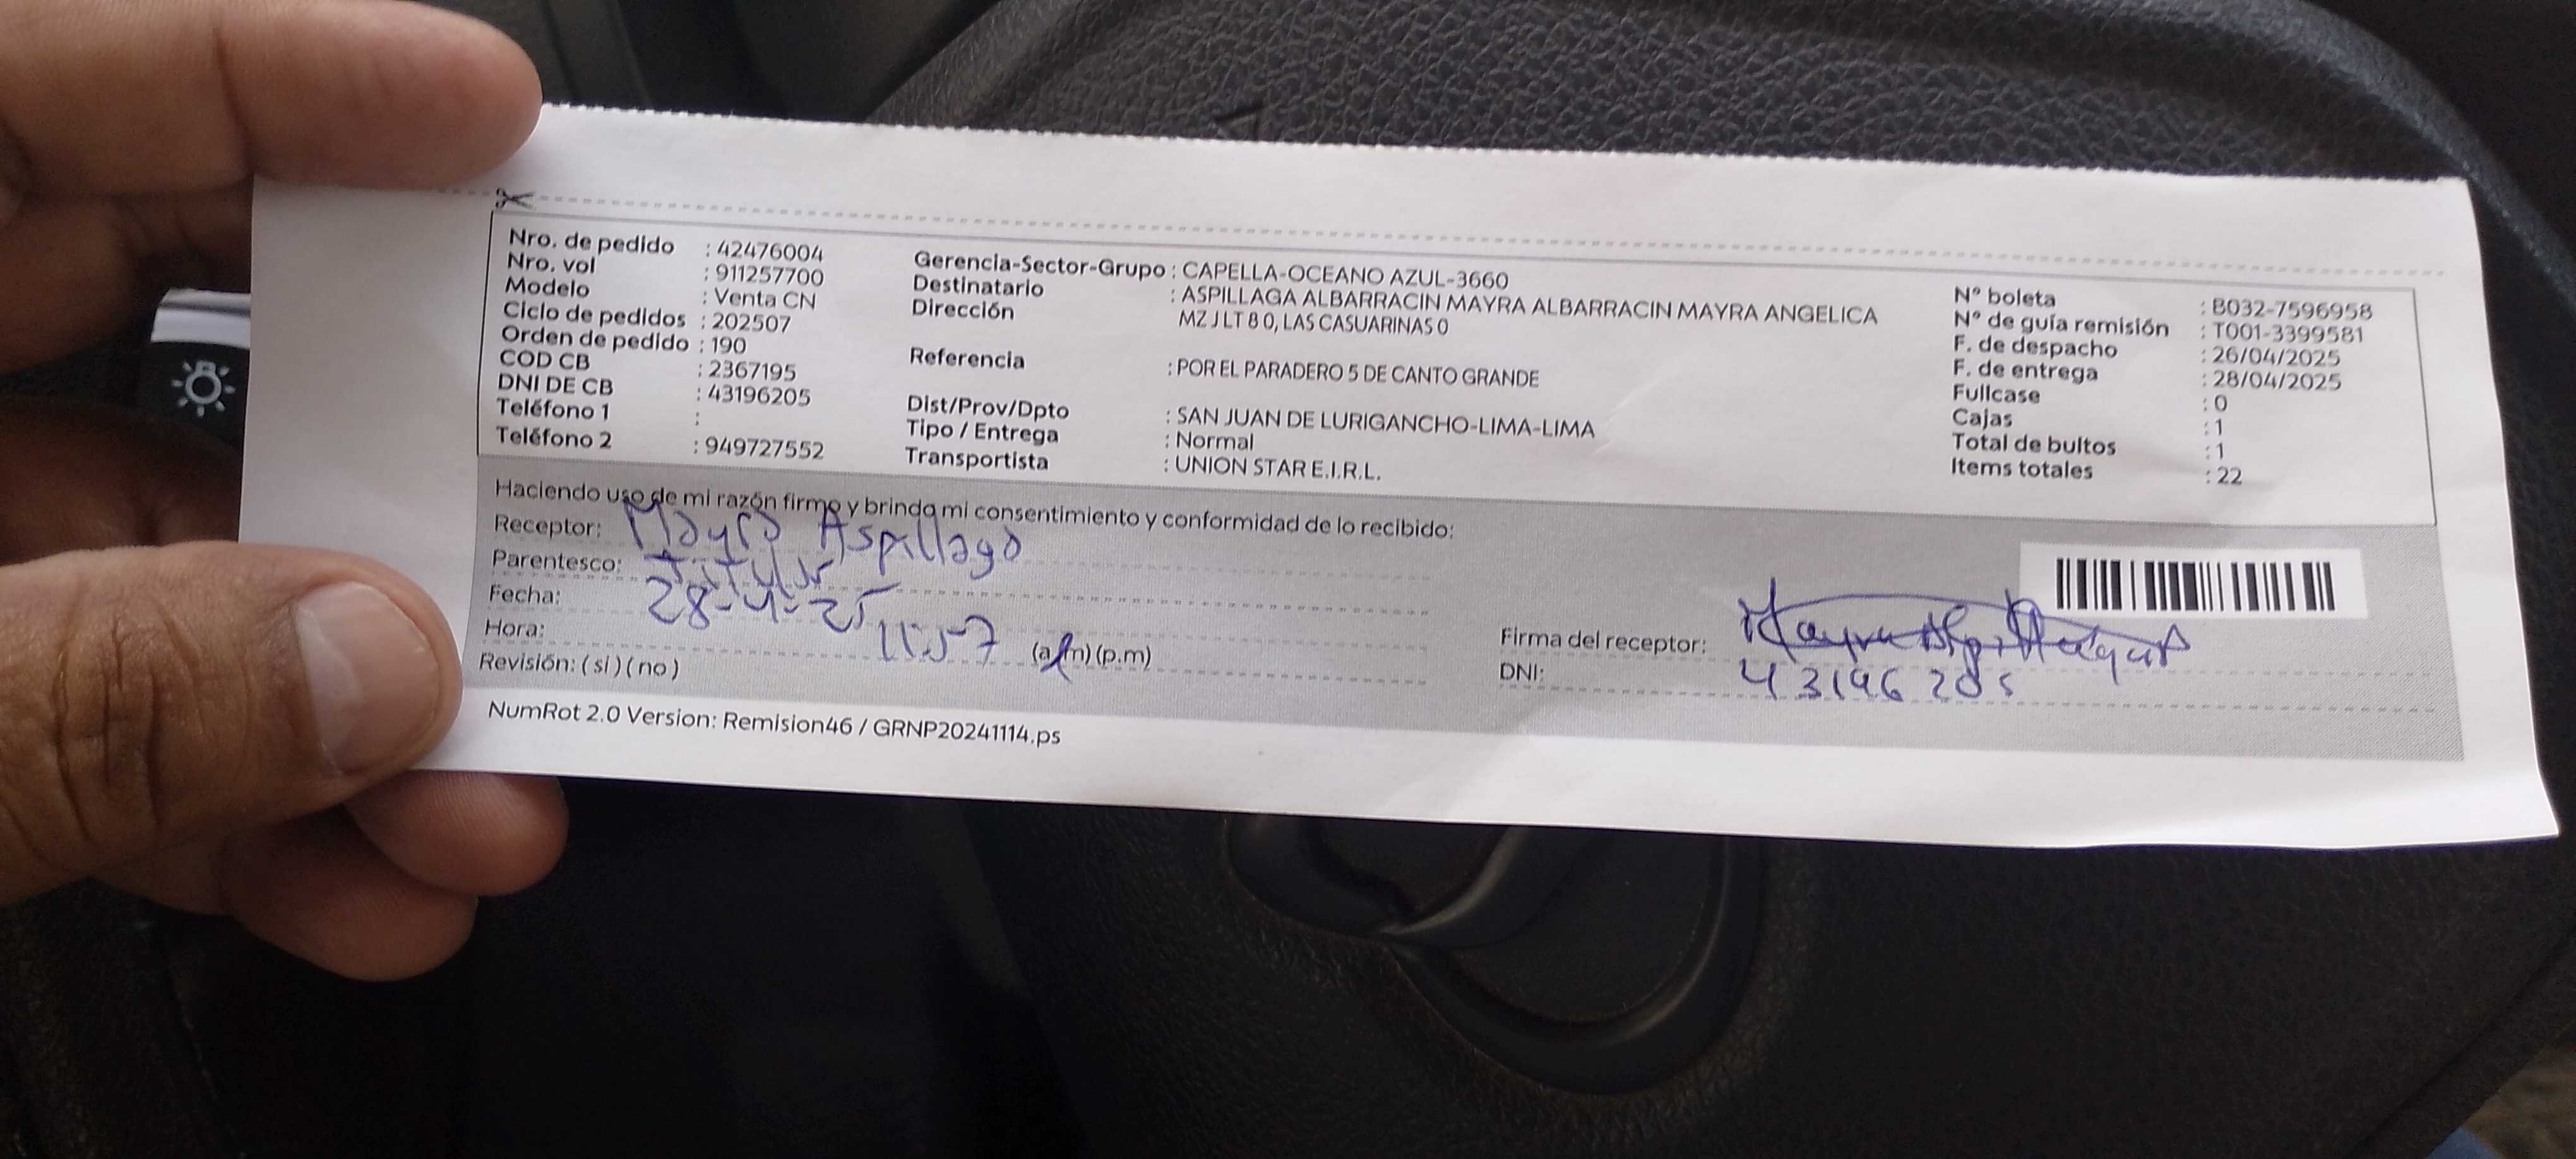 Nro. de pedido : 42476004
Nro. vol : 911257700
Modelo : Venta CN
Ciclo de pedidos : 202507
Orden de pedido : 190
COD CB : 2367195
DNI DE CB : 43196205
Teléfono 1 :
Teléfono 2 : 949727552
Gerencia-Sector-Grupo : CAPELLA-OCEANO AZUL-3660
Destinatario : ASPILLAGA ALBARRACIN MAYRA ALBARRACIN MAYRA ANGELICA
Dirección MZ J LT 8 0, LAS CASUARINAS 0
Referencia : POR EL PARADERO 5 DE CANTO GRANDE
Dist/Prov/Dpto : SAN JUAN DE LURIGANCHO-LIMA-LIMA
Tipo / Entrega : Normal
Transportista : UNION STAR E.I.R.L.
N° boleta : B032-7596958
N° de guía remisión : T001-3399581
F. de despacho : 26/04/2025
F. de entrega : 28/04/2025
Fullcase : 0
Cajas : 1
Total de bultos : 1
Items totales : 22
Haciendo uso de mi razón firmo y brindo mi consentimiento y conformidad de lo recibido:
Receptor: Mayra Aspillaga
Parentesco: Titular
Fecha: 28-4-25
Hora: 11:57 (a.m) (p.m)
Revisión: ( si ) ( no )
Firma del receptor: Mayra Aspillaga A
DNI: 43196205
NumRot 2.0 Version: Remision46 / GRNP20241114.ps